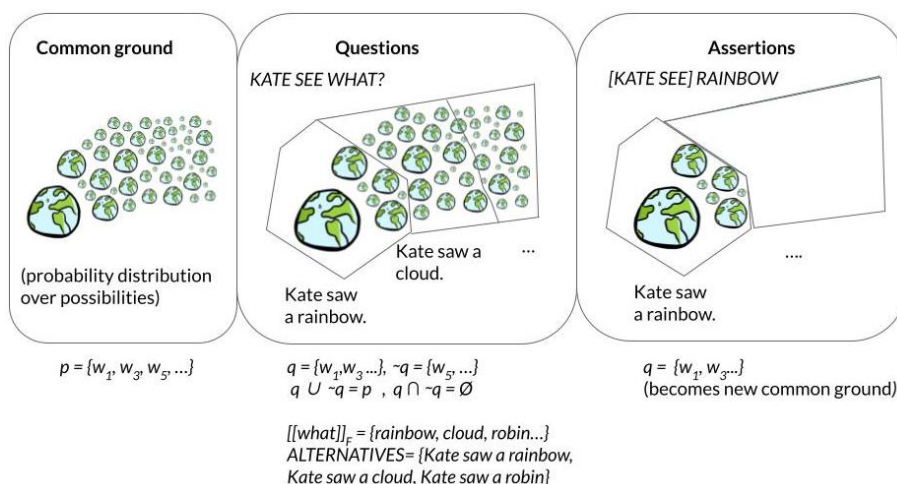 Common ground
(probability distribution
over possibilities)
p = {w1, w3, w5, ...}
Questions
KATE SEE WHAT?
Kate saw a
cloud.
...
Kate saw
a rainbow.
q = {w1,w3 ...}, ~q = {w5, ...}
q ∪ ~q = p , q ∩ ~q = Ø
[[what]]F = {rainbow, cloud, robin...}
ALTERNATIVES= {Kate saw a rainbow,
Kate saw a cloud, Kate saw a robin}
Assertions
[KATE SEE] RAINBOW
....
Kate saw
a rainbow.
q = {w1, w3...}
(becomes new common ground)